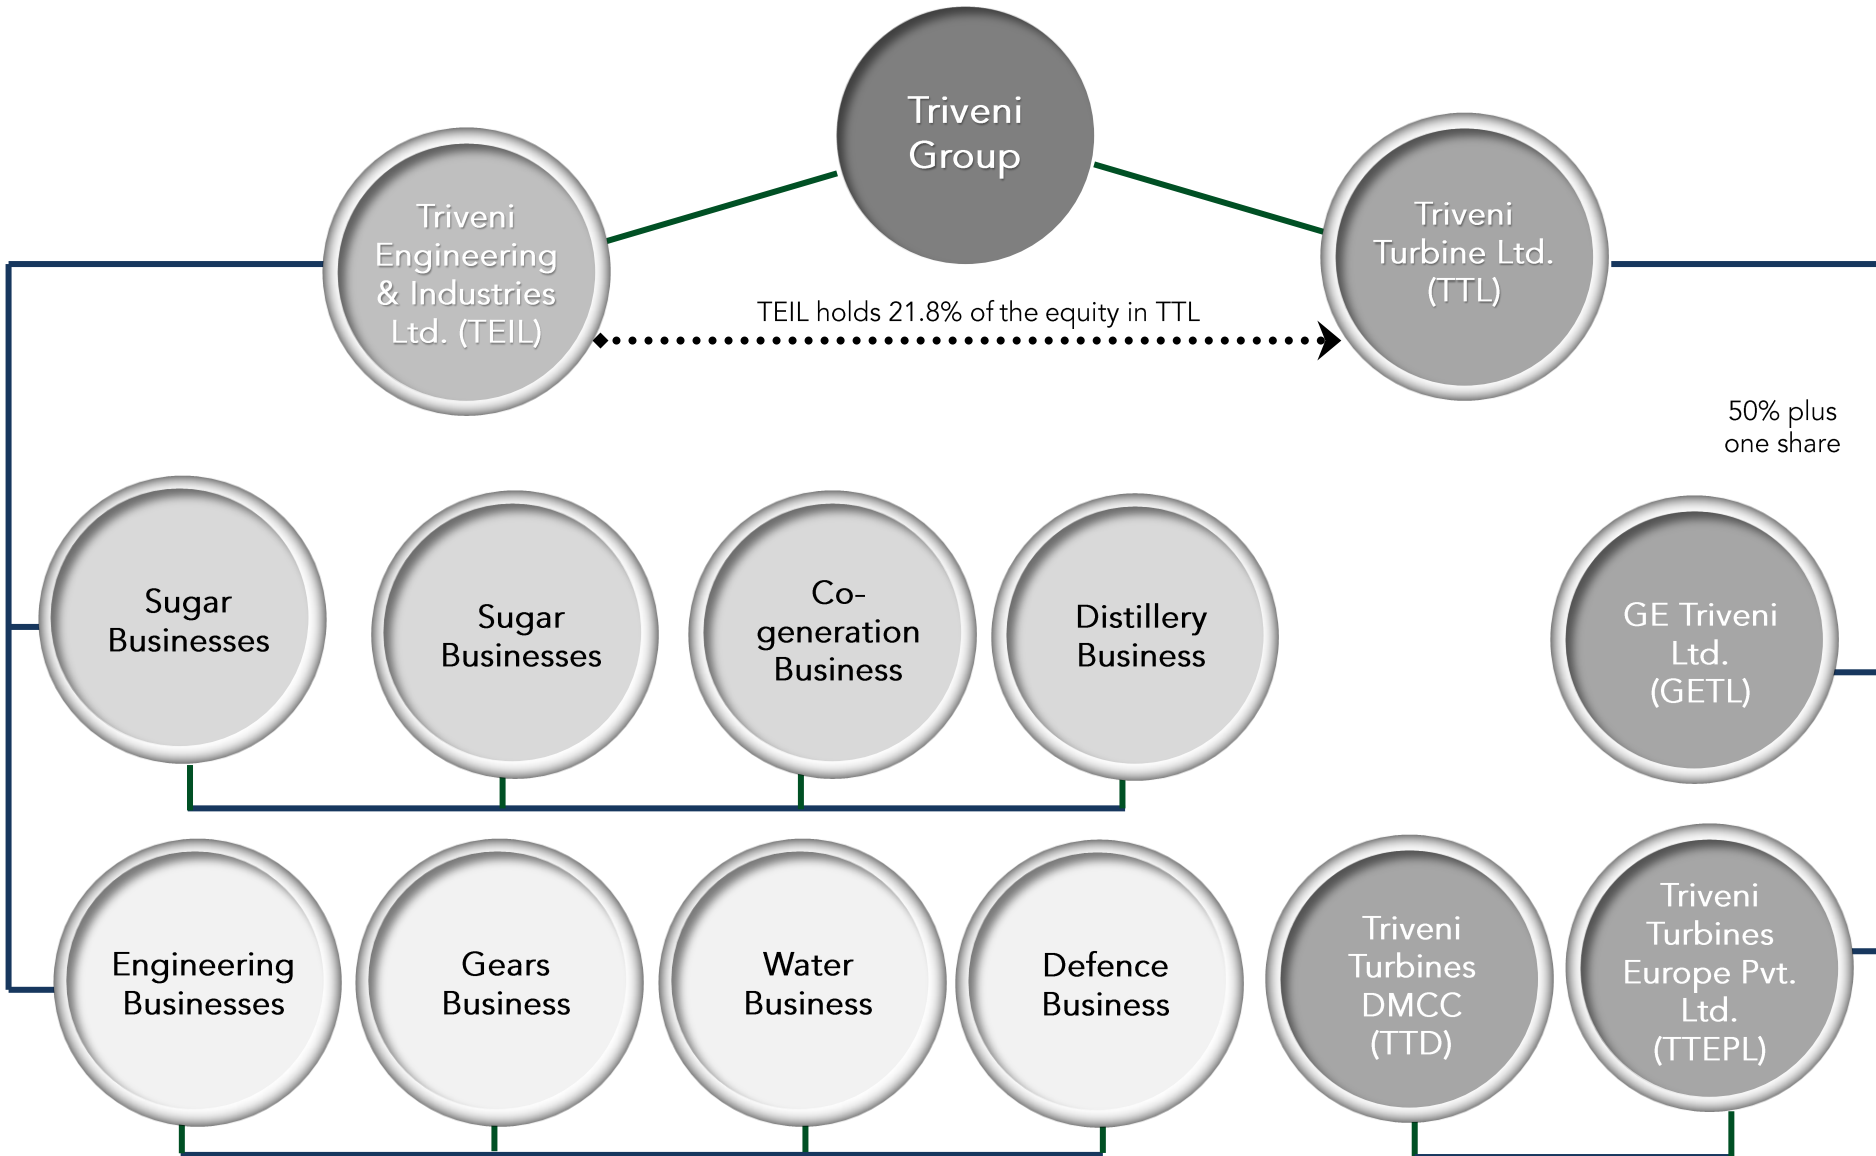 Triveni
Group
Triveni
Engineering
& Industries
Ltd. (TEIL)
Triveni
Turbine Ltd.
(TTL)
TEIL holds 21.8% of the equity in TTL
50% plus
one share
Sugar
Businesses
Sugar
Businesses
Co-
generation
Business
Distillery
Business
GE Triveni
Ltd.
(GETL)
Engineering
Businesses
Gears
Business
Water
Business
Defence
Business
Triveni
Turbines
DMCC
(TTD)
Triveni
Turbines
Europe Pvt.
Ltd.
(TTEPL)